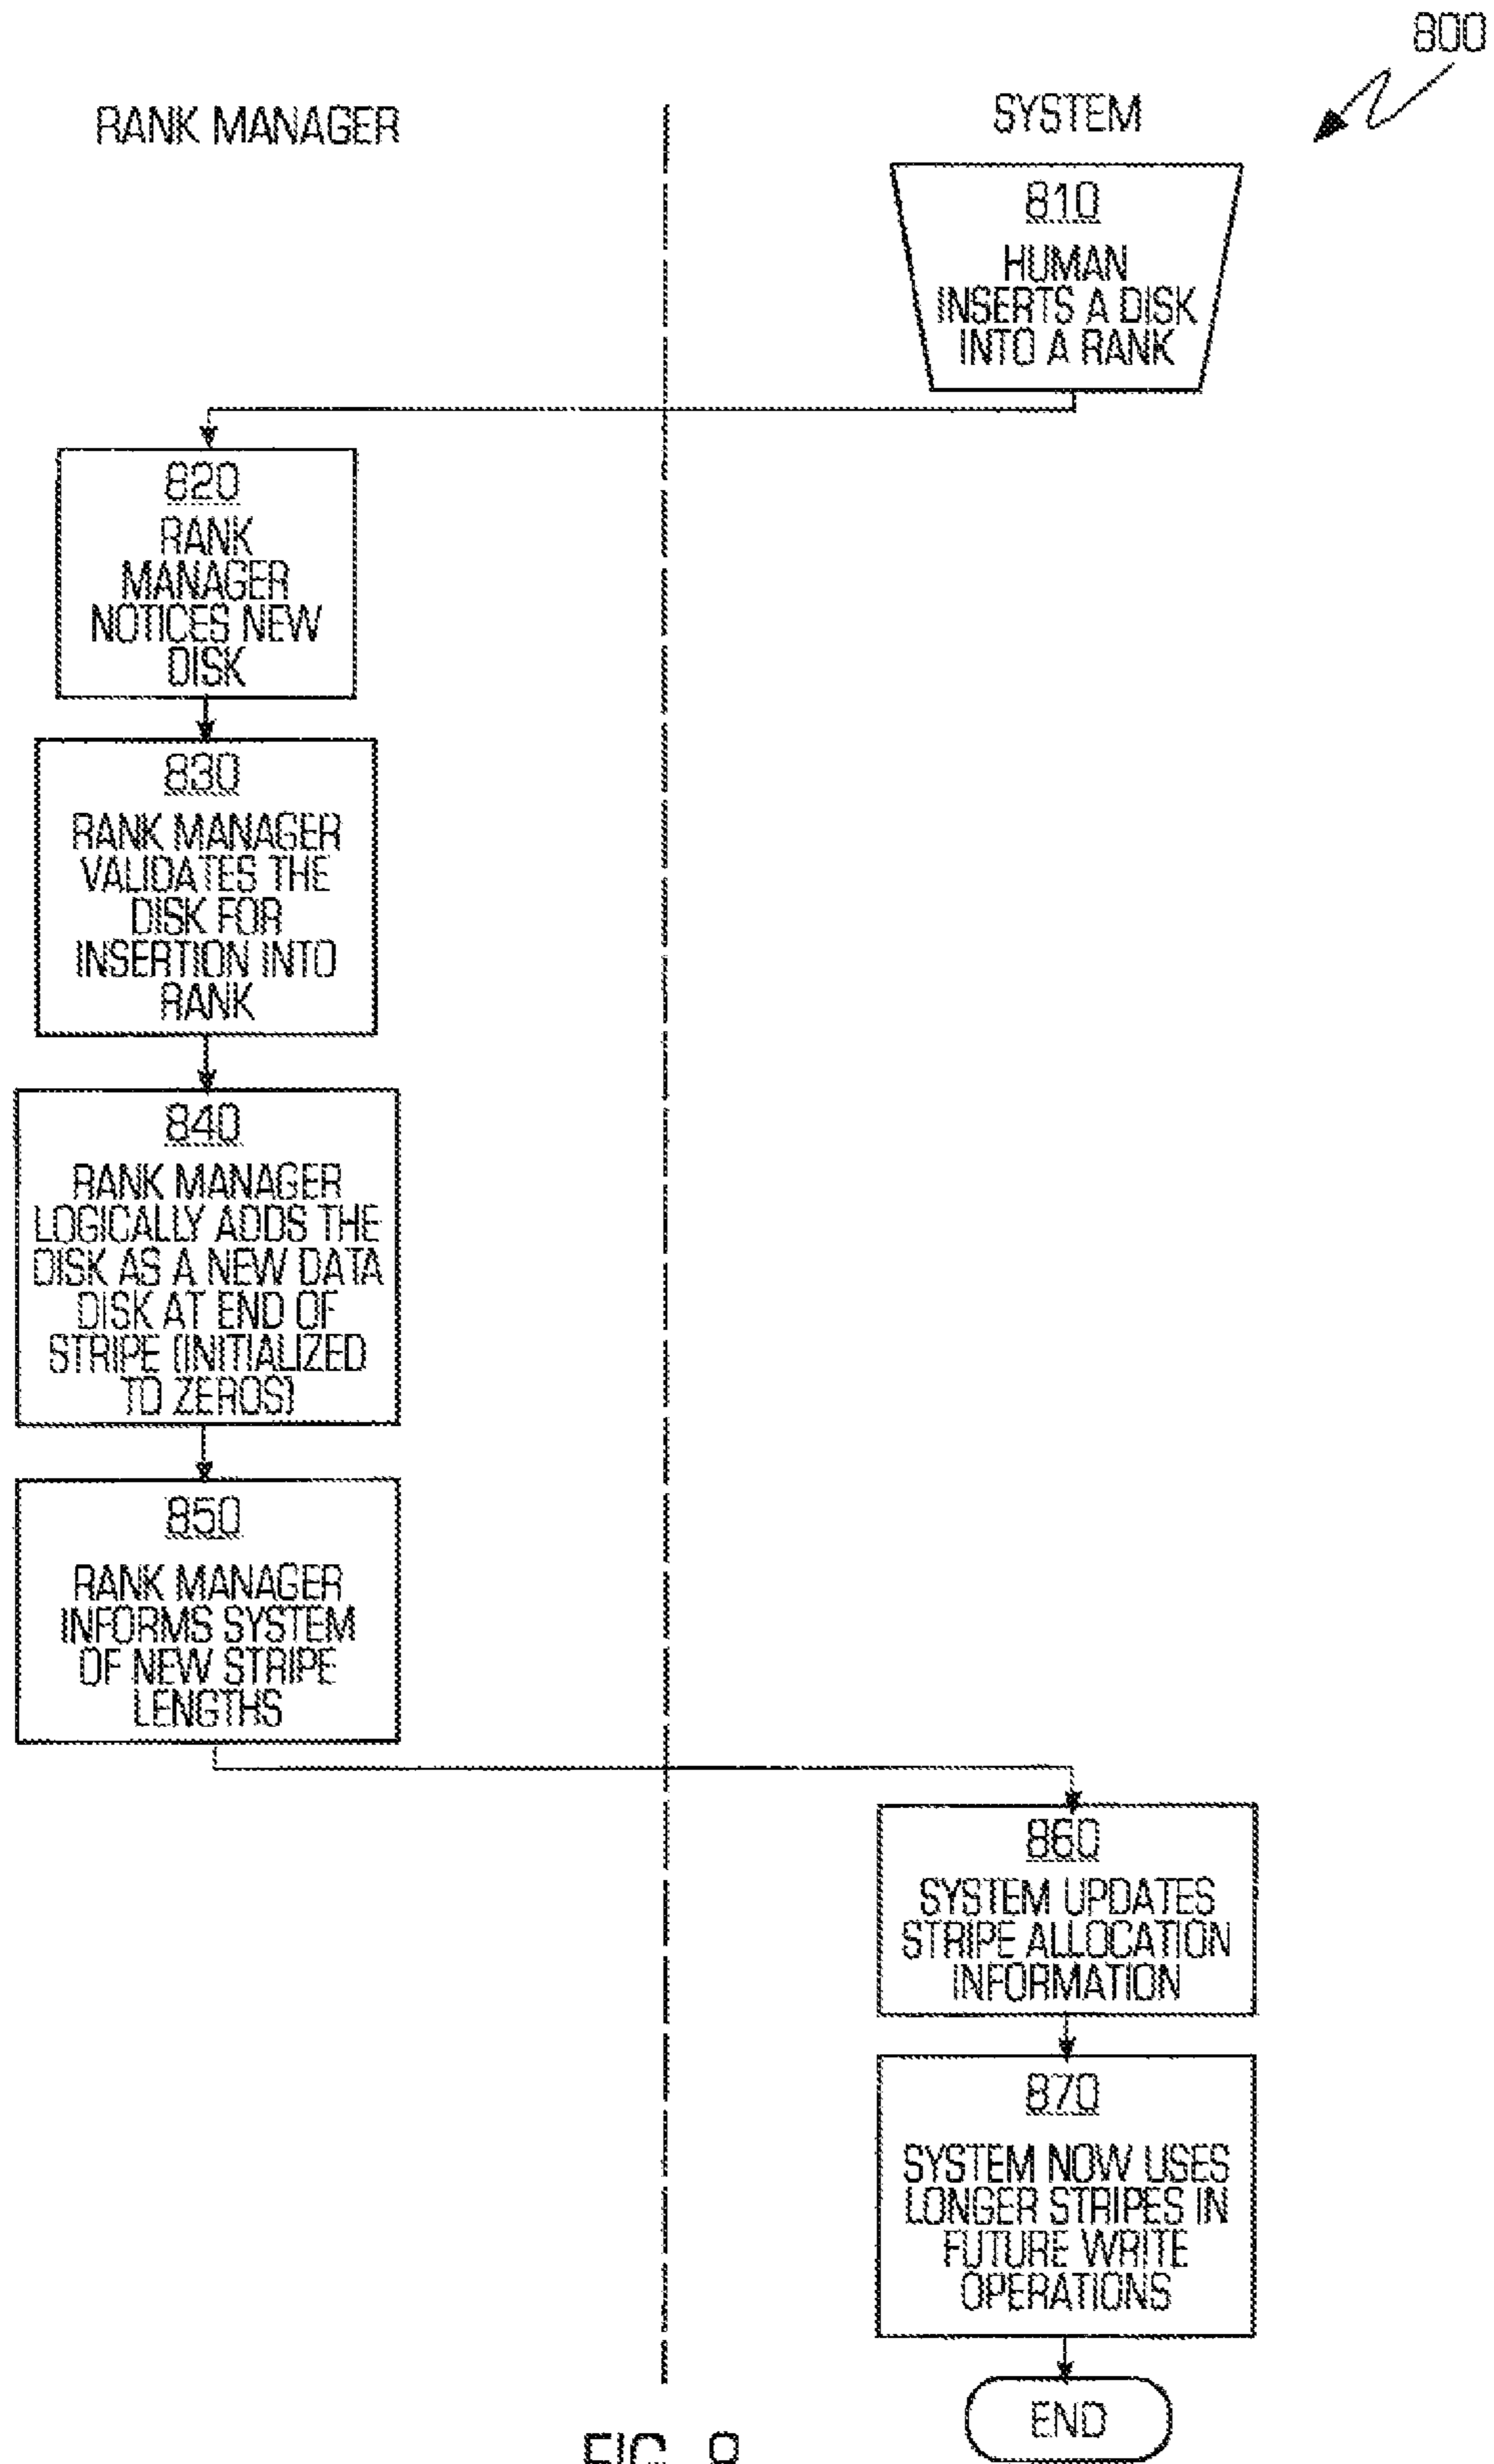 800
RANK MANAGER
SYSTEM
810
HUMAN
INSERTS A DISK
INTO A RANK
820
RANK
MANAGER
NOTICES NEW
DISK
830
RANK MANAGER
VALIDATES THE
DISK FOR
INSERTION INTO
RANK
840
RANK MANAGER
LOGICALLY ADDS THE
DISK AS A NEW DATA
DISK AT END OF
STRIPE (INITIALIZED
TO ZEROS)
850
RANK MANAGER
INFORMS SYSTEM
OF NEW STRIPE
LENGTHS
860
SYSTEM UPDATES
STRIPE ALLOCATION
INFORMATION
870
SYSTEM NOW USES
LONGER STRIPES IN
FUTURE WRITE
OPERATIONS
END
FIG. 8